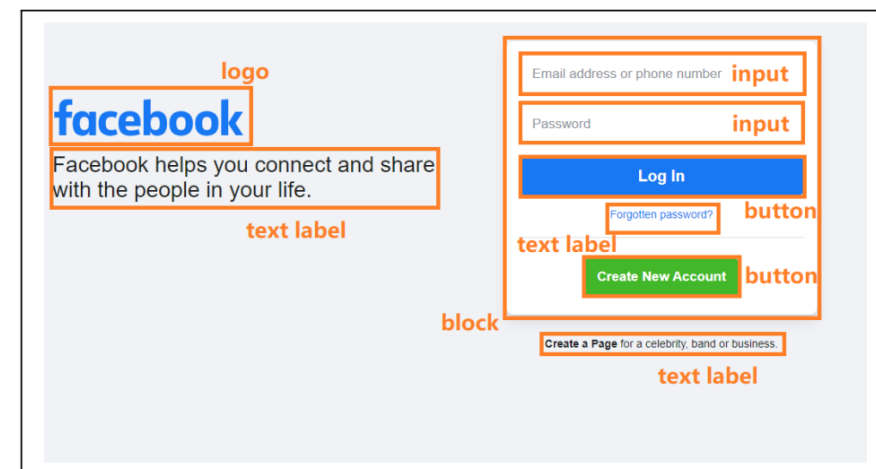 logo
facebook
Facebook helps you connect and share
with the people in your life.
text label
Email address or phone number input
Password input
Log In
button
Forgotten password?
text label
Create New Account button
block
Create a Page for a celebrity, band or business.
text label